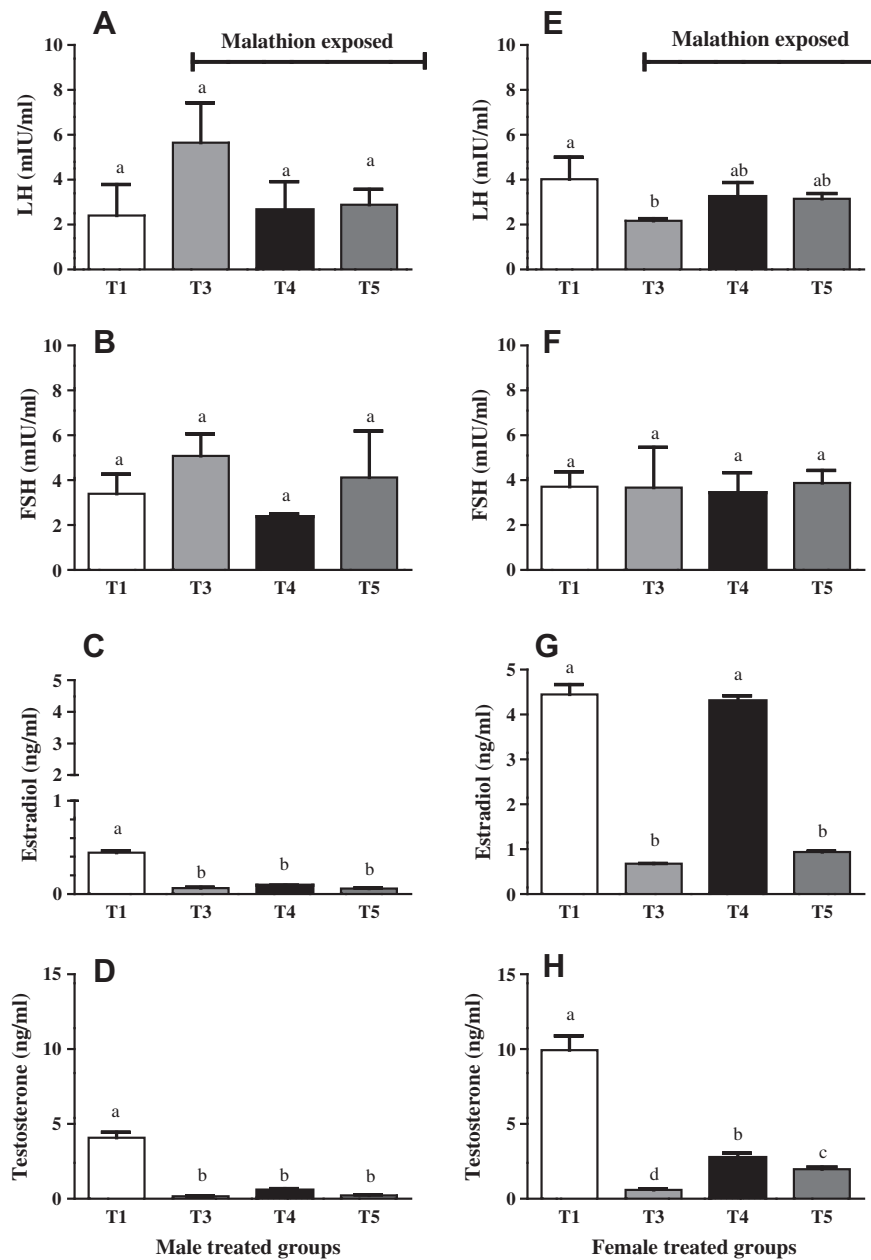 A
Malathion exposed
10
8
6
4
2
0
LH (mIU/ml)
a
a
a
a
T1 T3 T4 T5
B
10
8
6
4
2
0
FSH (mIU/ml)
a
a
a
a
T1 T3 T4 T5
C
5
4
3
2
1
0
Estradiol (ng/ml)
a
b
b
b
T1 T3 T4 T5
D
15
10
5
0
Testosterone (ng/ml)
a
b
b
b
T1 T3 T4 T5
Male treated groups
E
Malathion exposed
10
8
6
4
2
0
LH (mIU/ml)
a
b
ab
ab
T1 T3 T4 T5
F
10
8
6
4
2
0
FSH (mIU/ml)
a
a
a
a
T1 T3 T4 T5
G
5
4
3
2
1
0
Estradiol (ng/ml)
a
b
a
b
T1 T3 T4 T5
H
15
10
5
0
Testosterone (ng/ml)
a
d
b
c
T1 T3 T4 T5
Female treated groups